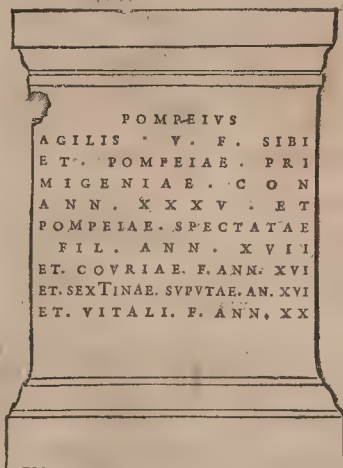 POMPEIVS
AGILIS · V. F. SIBI
ET. POMPEIAE. PRI
MIGENIAE. CON
ANN. XXXV. ET
POMPEIAE. SPECTATAE
FIL. ANN. XVII
ET. COVRIAE. F. ANN. XVI
ET. SEXTINAE. SVPVTAE. AN. XVI
ET. VITALI. F. ANN. XX